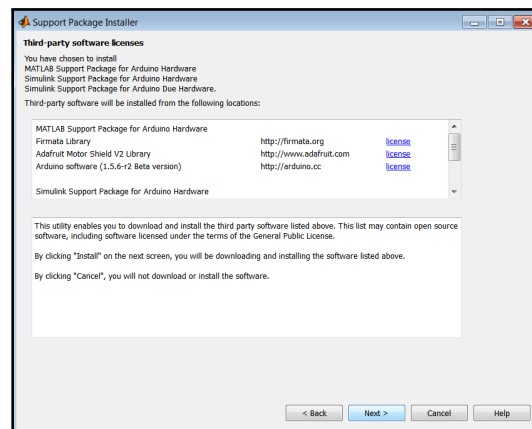 Support Package Installer
Third-party software licenses
You have chosen to install
MATLAB Support Package for Arduino Hardware
Simulink Support Package for Arduino Hardware
Simulink Support Package for Arduino Due Hardware.
Third-party software will be installed from the following locations:
MATLAB Support Package for Arduino Hardware
Firmata Library http://firmata.org license
Adafruit Motor Shield V2 Library http://www.adafruit.com license
Arduino software (1.5.6-r2 Beta version) http://arduino.cc license
Simulink Support Package for Arduino Hardware
This utility enables you to download and install the third party software listed above. This list may contain open source
software, including software licensed under the terms of the General Public License.
By clicking "Install" on the next screen, you will be downloading and installing the software listed above.
By clicking "Cancel", you will not download or install the software.
< Back Next > Cancel Help